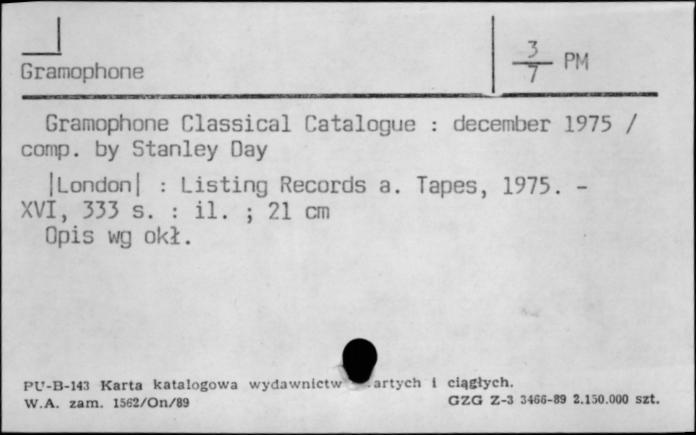 Gramophone
3
7 PM
Gramophone Classical Catalogue : december 1975 /
comp. by Stanley Day
|London| : Listing Records a. Tapes, 1975. -
XVI, 333 s. : il. ; 21 cm
Opis wg okł.
PU-B-143 Karta katalogowa wydawnictw artych i ciągłych.
W.A. zam. 1562/On/89 GZG Z-3 3466-89 2.150.000 szt.